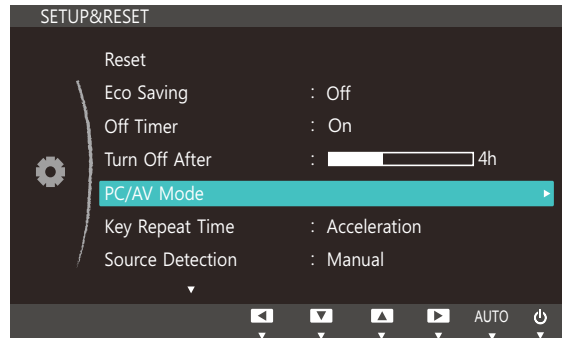 SETUP&RESET
Reset
Eco Saving : Off
Off Timer : On
Turn Off After : 4h
PC/AV Mode
Key Repeat Time : Acceleration
Source Detection : Manual
AUTO